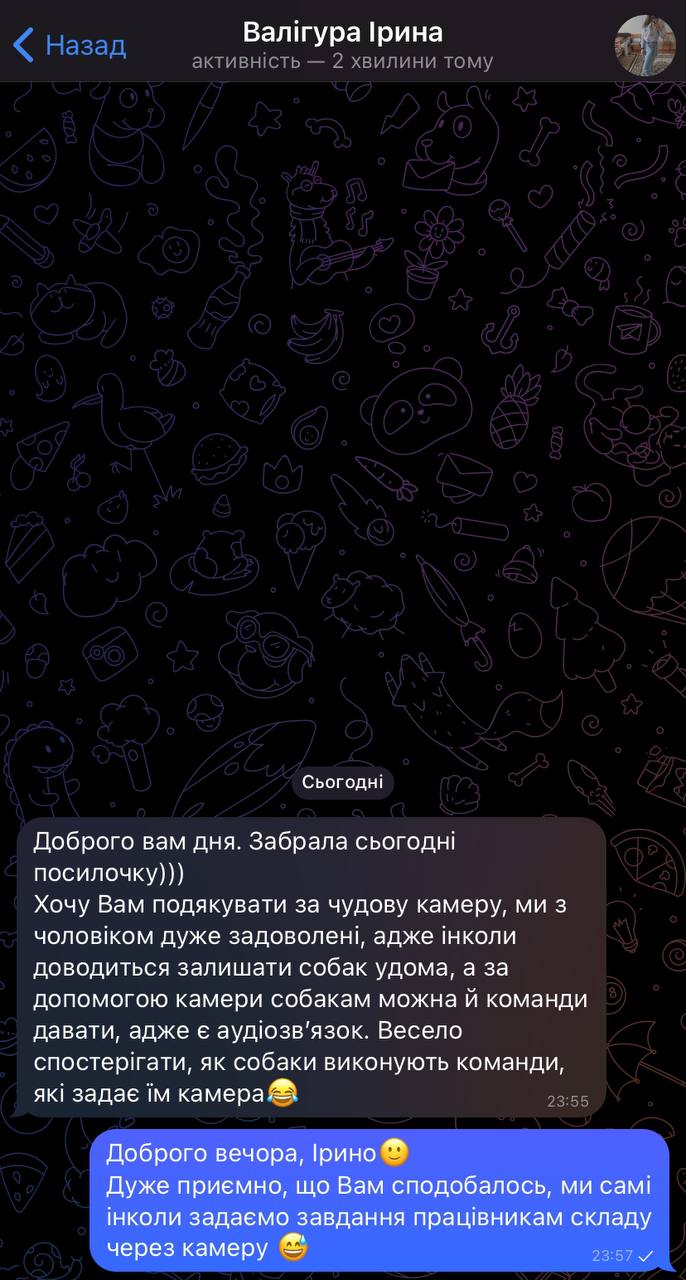 Назад
Валігура Ірина
активність — 2 хвилини тому
Сьогодні
Доброго вам дня. Забрала сьогодні
посилочку)))
Хочу Вам подякувати за чудову камеру, ми з
чоловіком дуже задоволені, адже інколи
доводиться залишати собак удома, а за
допомогою камери собакам можна й команди
давати, адже є аудіозв’язок. Весело
спостерігати, як собаки виконують команди,
які задає їм камера😂
23:55
Доброго вечора, Ірино🙂
Дуже приємно, що Вам сподобалось, ми самі
інколи задаємо завдання працівникам складу
через камеру 😅
23:57